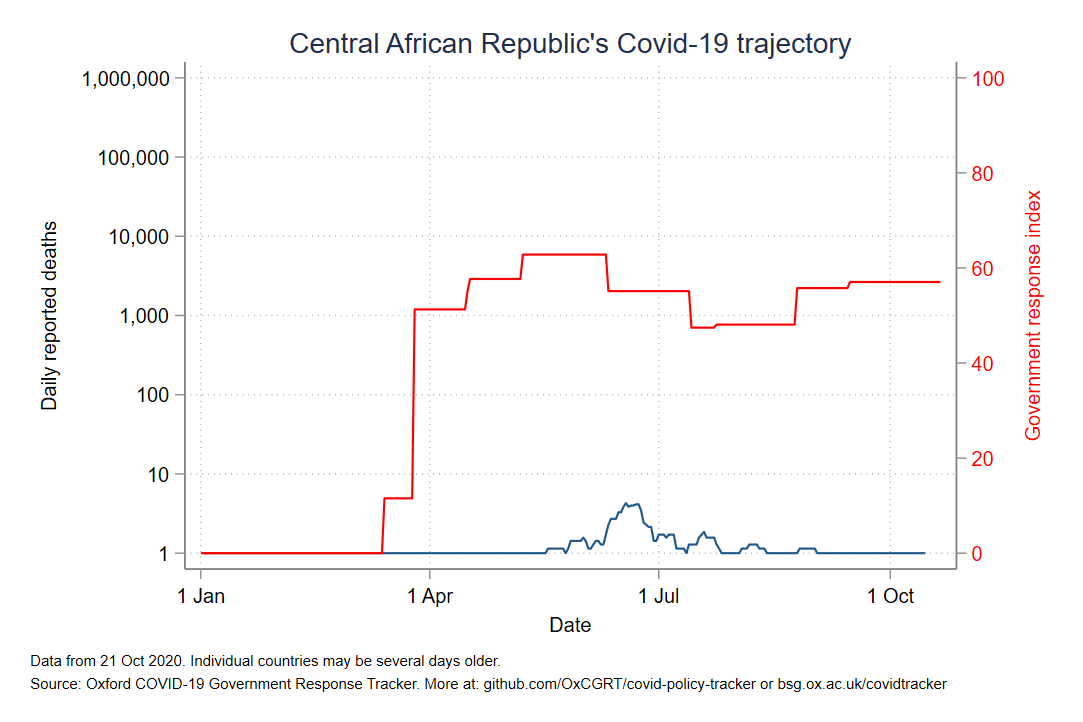 Central African Republic's Covid-19 trajectory
1,000,000
100,000
10,000
1,000
100
10
1
Daily reported deaths
100
80
60
40
20
0
Government response index
1 Jan
1 Apr
1 Jul
1 Oct
Date
Data from 21 Oct 2020. Individual countries may be several days older.
Source: Oxford COVID-19 Government Response Tracker. More at: github.com/OxCGRT/covid-policy-tracker or bsg.ox.ac.uk/covidtracker